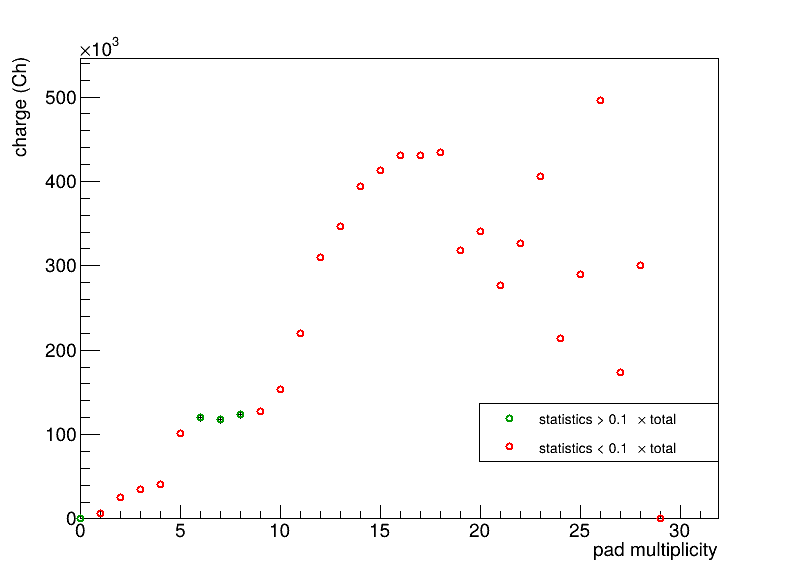 ×10³
charge (Ch)
500
400
300
200
100
0
0 5 10 15 20 25 30
pad multiplicity
statistics > 0.1 × total
statistics < 0.1 × total